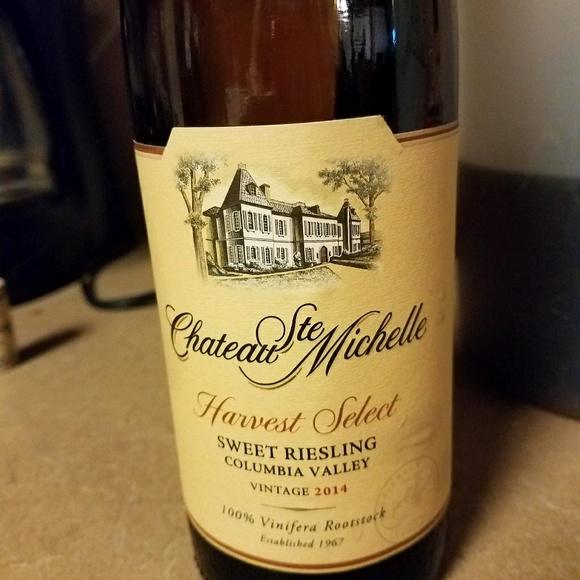 Chateau Ste Michelle
Harvest Select
SWEET RIESLING
COLUMBIA VALLEY
VINTAGE 2014
100% Vinifera Rootstock
Established 1967